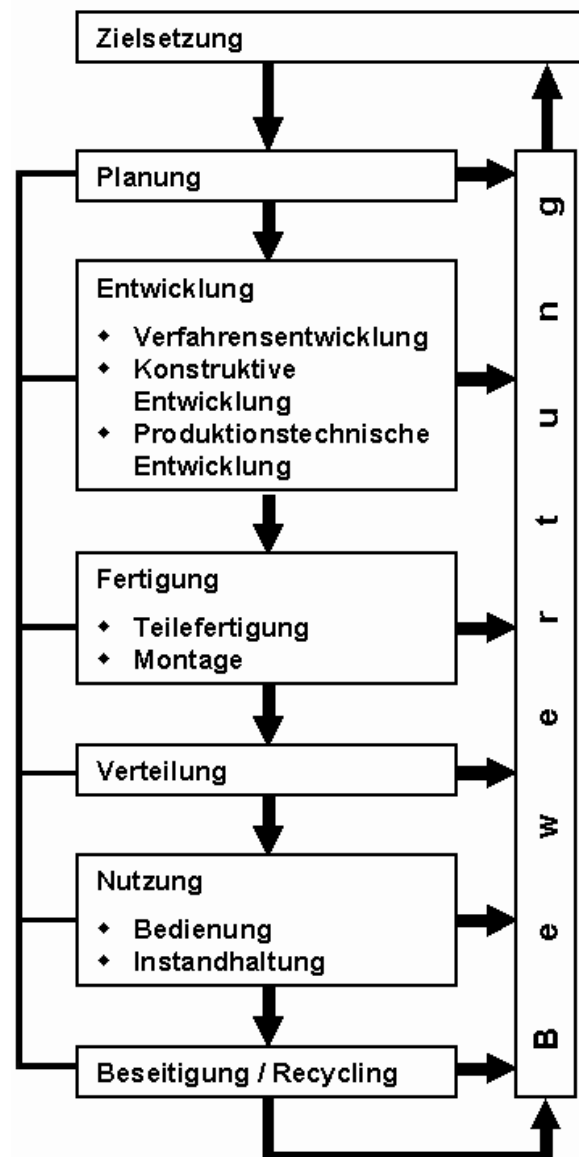 Zielsetzung
Planung
Entwicklung
◆ Verfahrensentwicklung
◆ Konstruktive
Entwicklung
◆ Produktionstechnische
Entwicklung
Fertigung
◆ Teilefertigung
◆ Montage
Verteilung
Nutzung
◆ Bedienung
◆ Instandhaltung
Beseitigung / Recycling
Bewertung